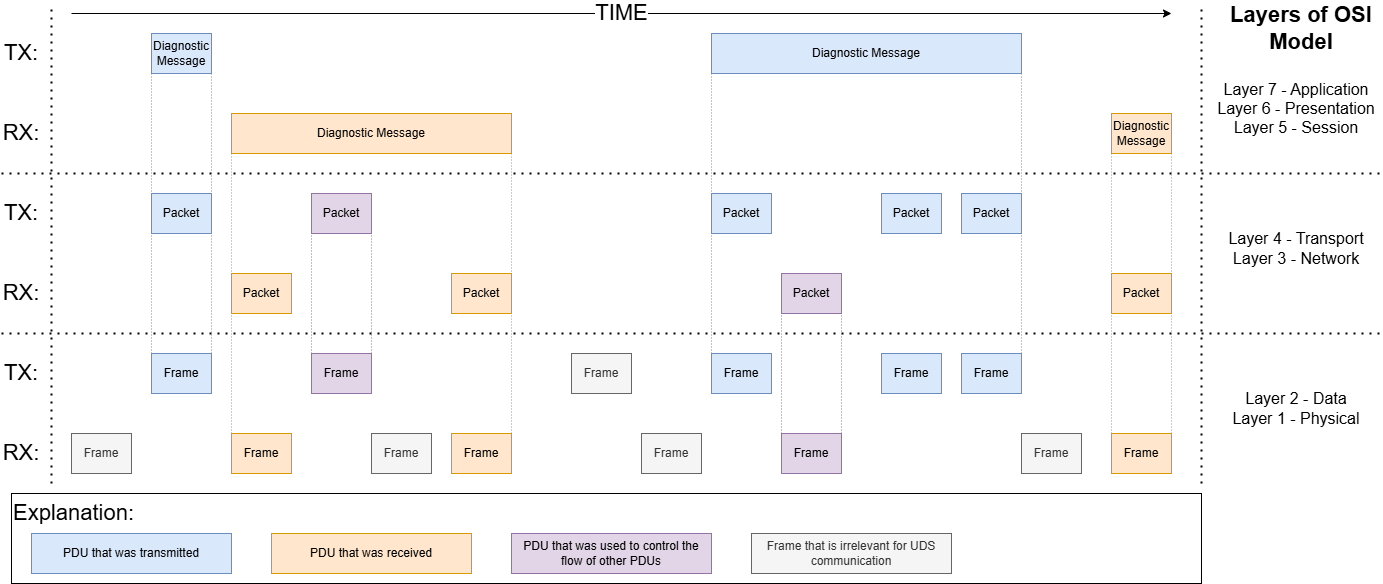 TIME
Layers of OSI
Model
TX:
Diagnostic
Message
Diagnostic Message
Layer 7 - Application
Layer 6 - Presentation
Layer 5 - Session
RX:
Diagnostic Message
Diagnostic
Message
TX:
Packet
Packet
Packet
Packet
Packet
Layer 4 - Transport
Layer 3 - Network
RX:
Packet
Packet
Packet
Packet
TX:
Frame
Frame
Frame
Frame
Frame
Frame
Layer 2 - Data
Layer 1 - Physical
RX:
Frame
Frame
Frame
Frame
Frame
Frame
Frame
Frame
Explanation:
PDU that was transmitted
PDU that was received
PDU that was used to control the
flow of other PDUs
Frame that is irrelevant for UDS
communication